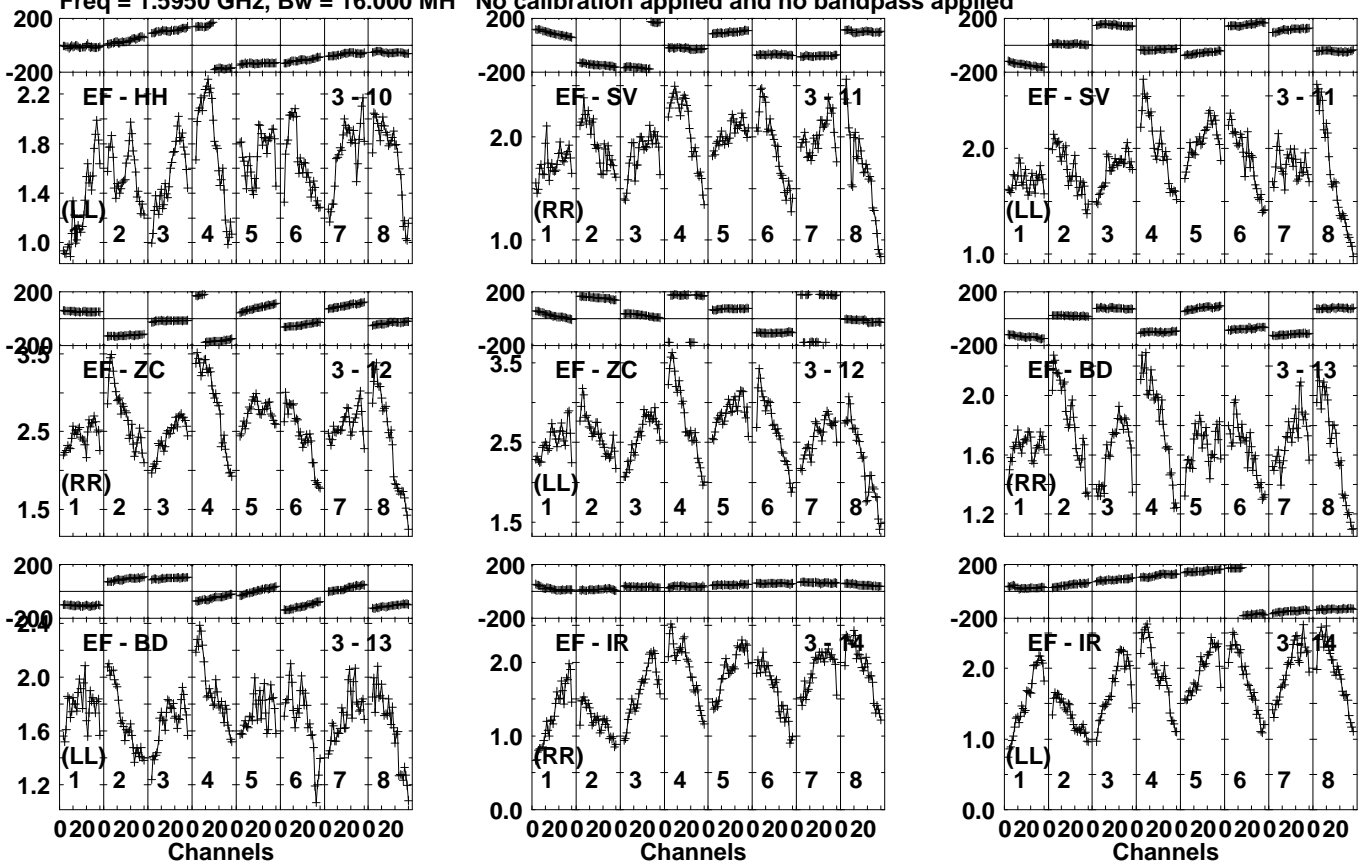 Freq = 1.5950 GHz, Bw = 16.000 MH No calibration applied and no bandpass applied
200 200 200
-200 -200 -200
EF - HH 3 - 10 EF - SV 3 - 11 EF - SV 3 - 11
2.2
1.8 2.0 2.0
1.4
1.0 1.0 1.0
(LL) (RR) (LL)
1 2 3 4 5 6 7 8 1 2 3 4 5 6 7 8 1 2 3 4 5 6 7 8
200 200 200
-200 -200 -200
3.5 3.5
EF - ZC 3 - 12 EF - ZC 3 - 12 EF - BD 3 - 13
2.0
2.5 2.5 1.6
1.5 1.5 1.2
(RR) (LL) (RR)
1 2 3 4 5 6 7 8 1 2 3 4 5 6 7 8 1 2 3 4 5 6 7 8
200 200 200
-200 -200 -200
2.4
EF - BD 3 - 13 EF - IR 3 - 14 EF - IR 3 - 14
2.0 2.0 2.0
1.6
1.2 1.0 1.0
0.0 0.0
(LL) (RR) (LL)
1 2 3 4 5 6 7 8 1 2 3 4 5 6 7 8 1 2 3 4 5 6 7 8
0 20 0 20 0 20 0 20 0 20 0 20 0 20 0 20 0 20 0 20 0 20 0 20 0 20 0 20 0 20 0 20 0 20 0 20 0 20 0 20 0 20 0 20 0 20 0 20
Channels Channels Channels